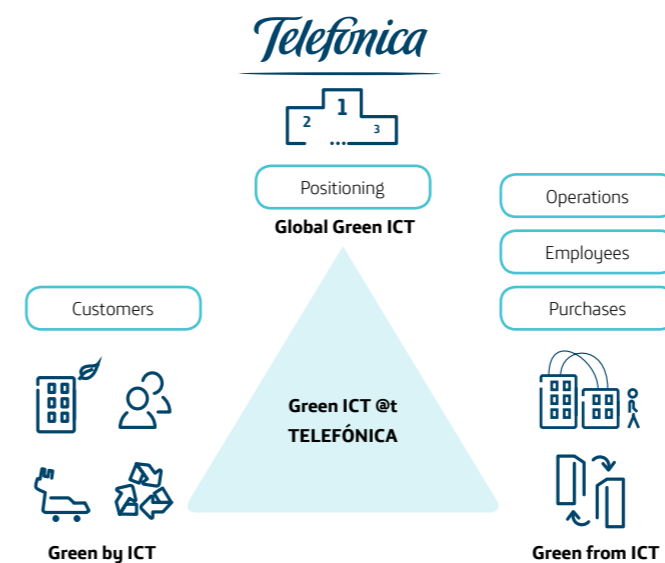 Telefónica
1
2
3
Positioning
Global Green ICT
Operations
Employees
Purchases
Customers
Green ICT @t
TELEFÓNICA
Green by ICT
Green from ICT